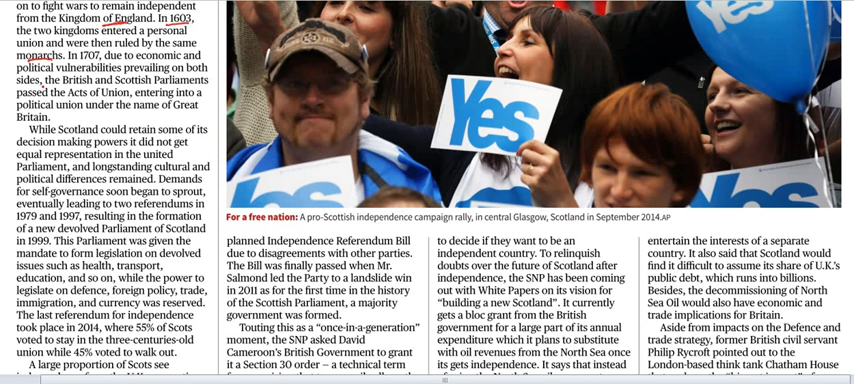 on to fight wars to remain independent
from the Kingdom of England. In 1603,
the two kingdoms entered a personal
union and were then ruled by the same
monarchs. In 1707, due to economic and
political vulnerabilities prevailing on both
sides, the British and Scottish Parliaments
passed the Acts of Union, entering into a
political union under the name of Great
Britain.
While Scotland could retain some of its
decision making powers it did not get
equal representation in the united
Parliament, and longstanding cultural and
political differences remained. Demands
for self-governance soon began to sprout,
eventually leading to two referendums in
1979 and 1997, resulting in the formation
of a new devolved Parliament of Scotland
in 1999. This Parliament was given the
mandate to form legislation on devolved
issues such as health, transport,
education, and so on, while the power to
legislate on defence, foreign policy, trade,
immigration, and currency was reserved.
The last referendum for independence
took place in 2014, where 55% of Scots
voted to stay in the three-centuries-old
union while 45% voted to walk out.
A large proportion of Scots see
Yes
Yes
Yes
For a free nation: A pro-Scottish independence campaign rally, in central Glasgow, Scotland in September 2014. AP
planned Independence Referendum Bill
due to disagreements with other parties.
The Bill was finally passed when Mr.
Salmond led the Party to a landslide win
in 2011 as for the first time in the history
of the Scottish Parliament, a majority
government was formed.
Touting this as a “once-in-a-generation”
moment, the SNP asked David
Cameron’s British Government to grant
it a Section 30 order – a technical term
to decide if they want to be an
independent country. To relinquish
doubts over the future of Scotland after
independence, the SNP has been coming
out with White Papers on its vision for
“building a new Scotland”. It currently
gets a bloc grant from the British
government for a large part of its annual
expenditure which it plans to substitute
with oil revenues from the North Sea once
its gets independence. It says that instead
entertain the interests of a separate
country. It also said that Scotland would
find it difficult to assume its share of U.K.’s
public debt, which runs into billions.
Besides, the decommissioning of North
Sea Oil would also have economic and
trade implications for Britain.
Aside from impacts on the Defence and
trade strategy, former British civil servant
Philip Rycroft pointed out to the
London-based think tank Chatham House